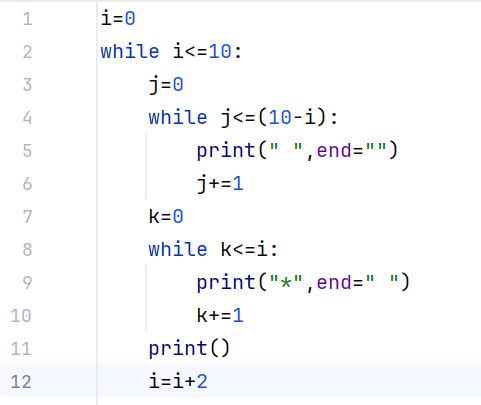 1 i=0
2 while i<=10:
3     j=0
4     while j<=(10-i):
5         print(" ",end="")
6         j+=1
7     k=0
8     while k<=i:
9         print("*",end=" ")
10         k+=1
11     print()
12     i=i+2